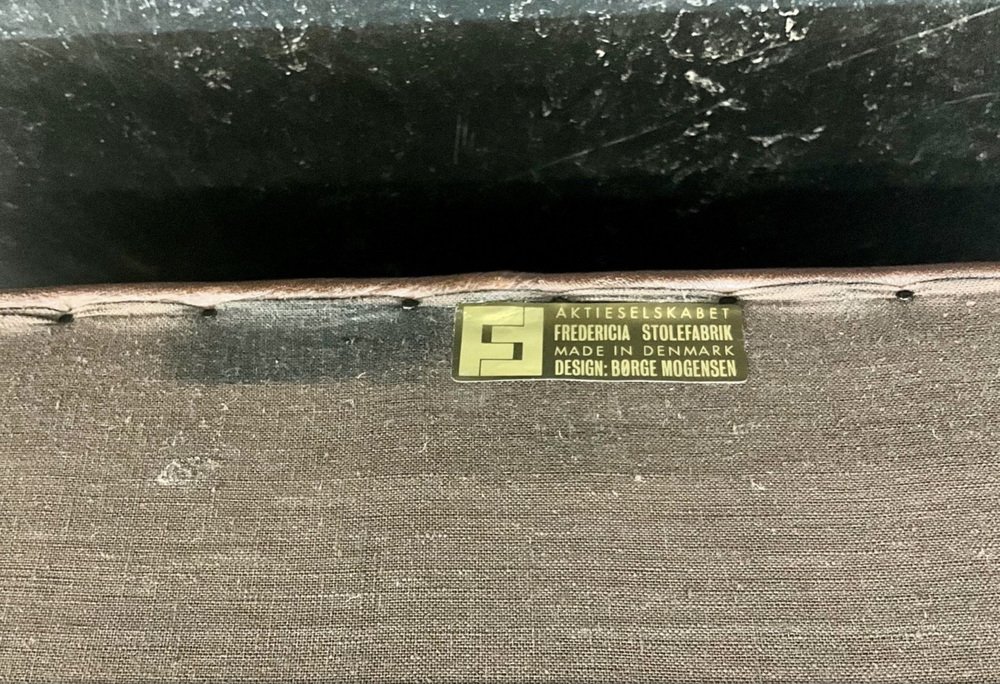 AKTIESELSKABET
FREDERICIA STOLEFABRIK
MADE IN DENMARK
DESIGN: BØRGE MOGENSEN